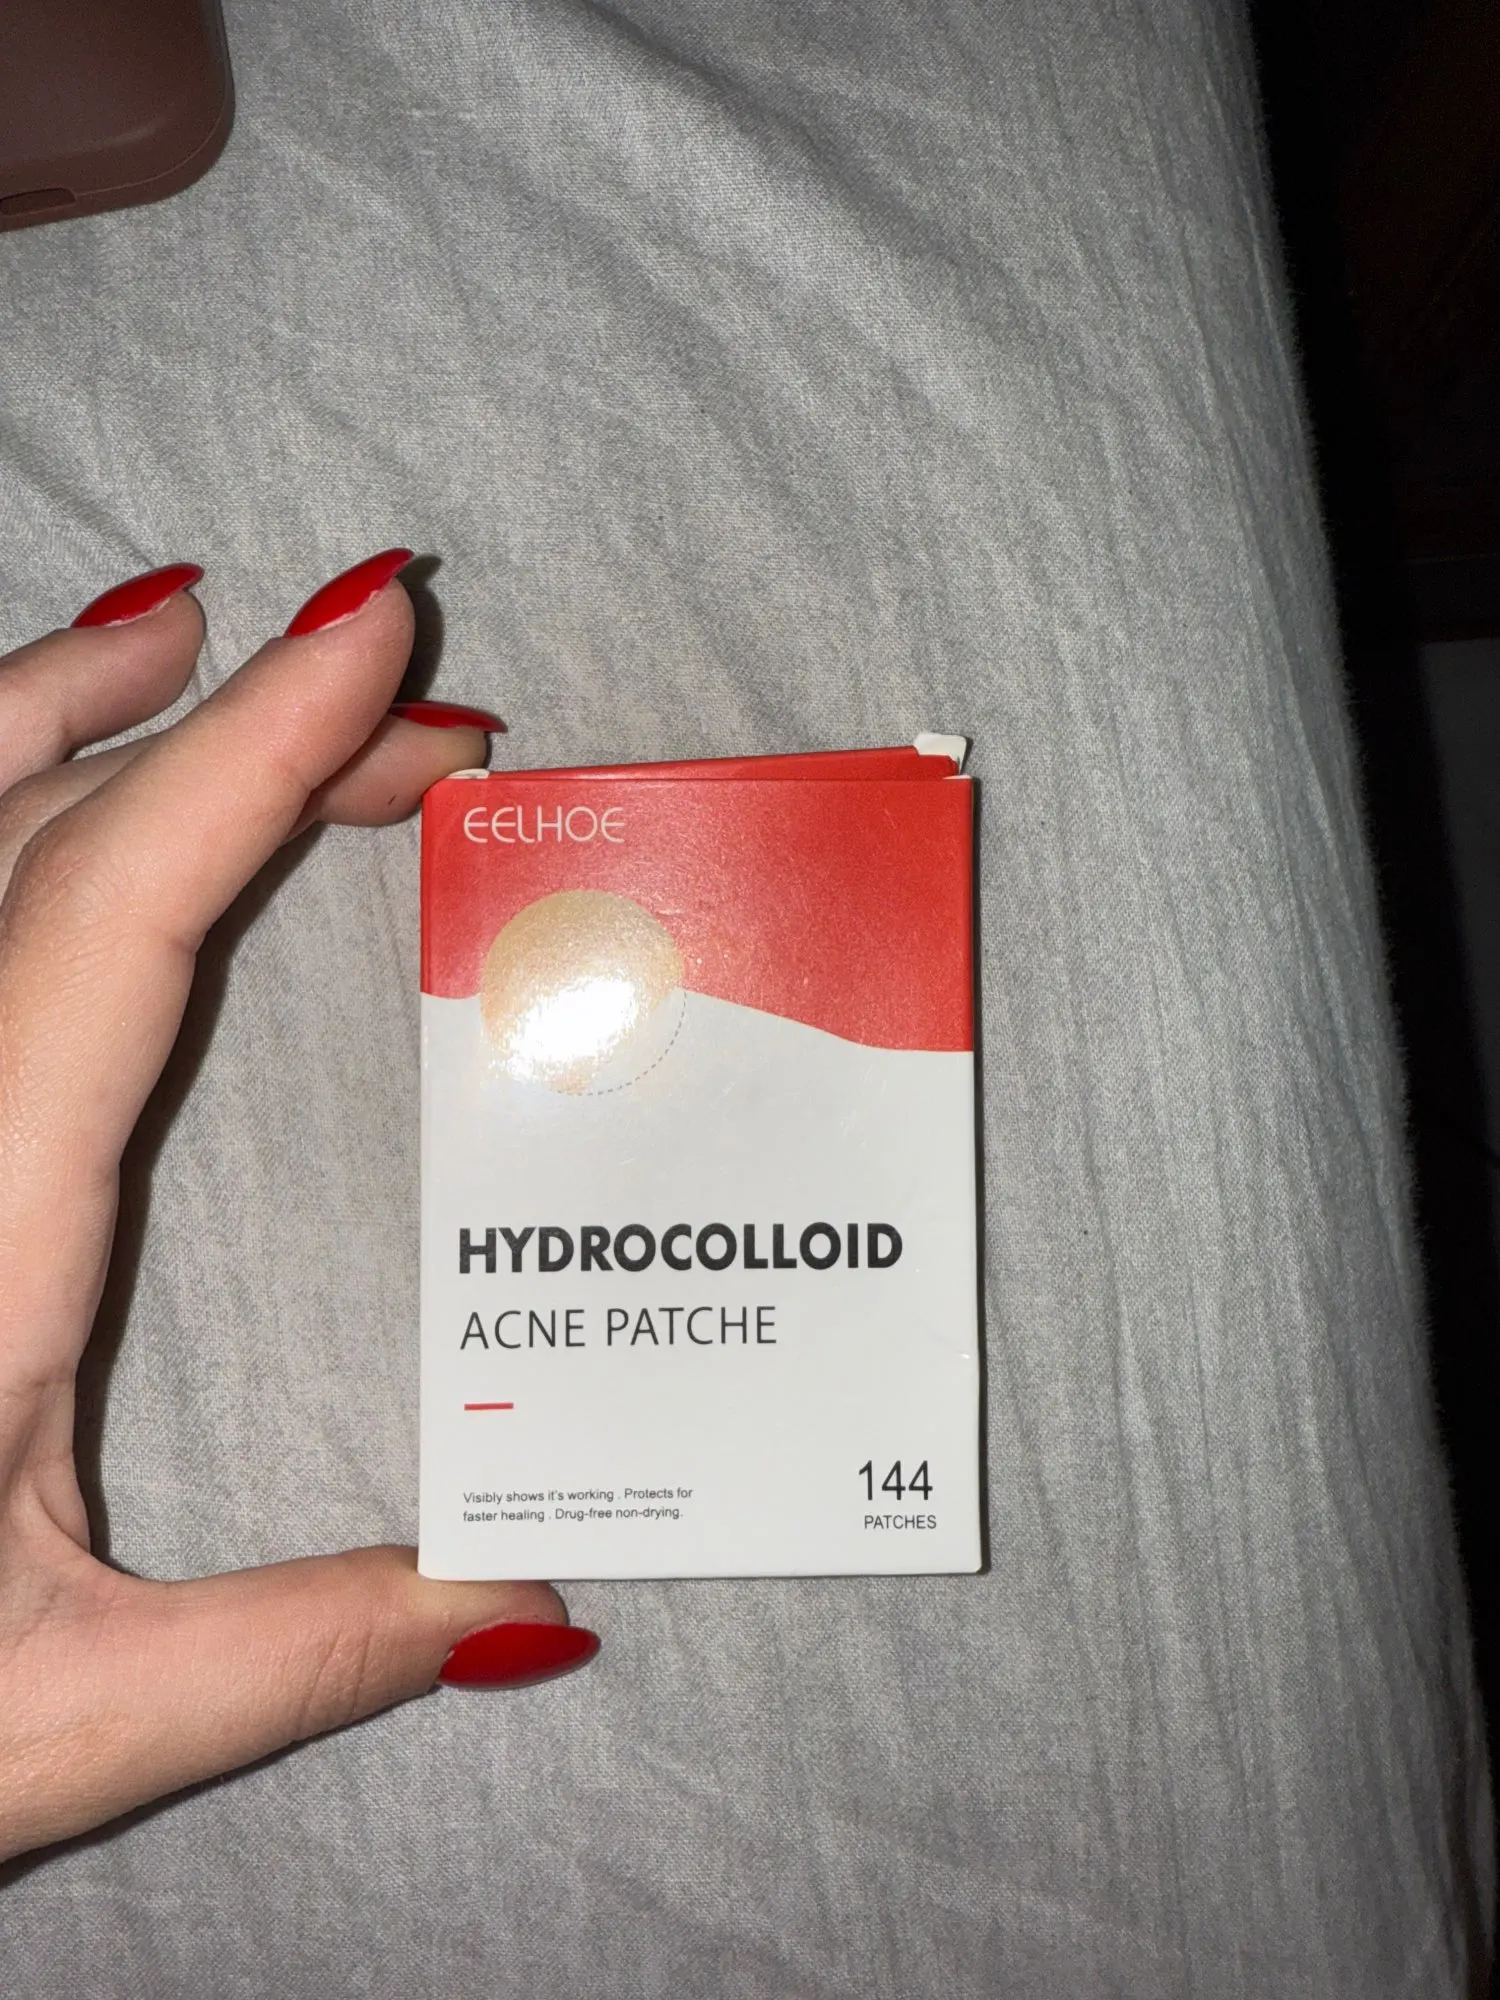 EELHOE
HYDROCOLLOID
ACNE PATCHE
Visibly shows it's working . Protects for
faster healing . Drug-free non-drying.
144
PATCHES